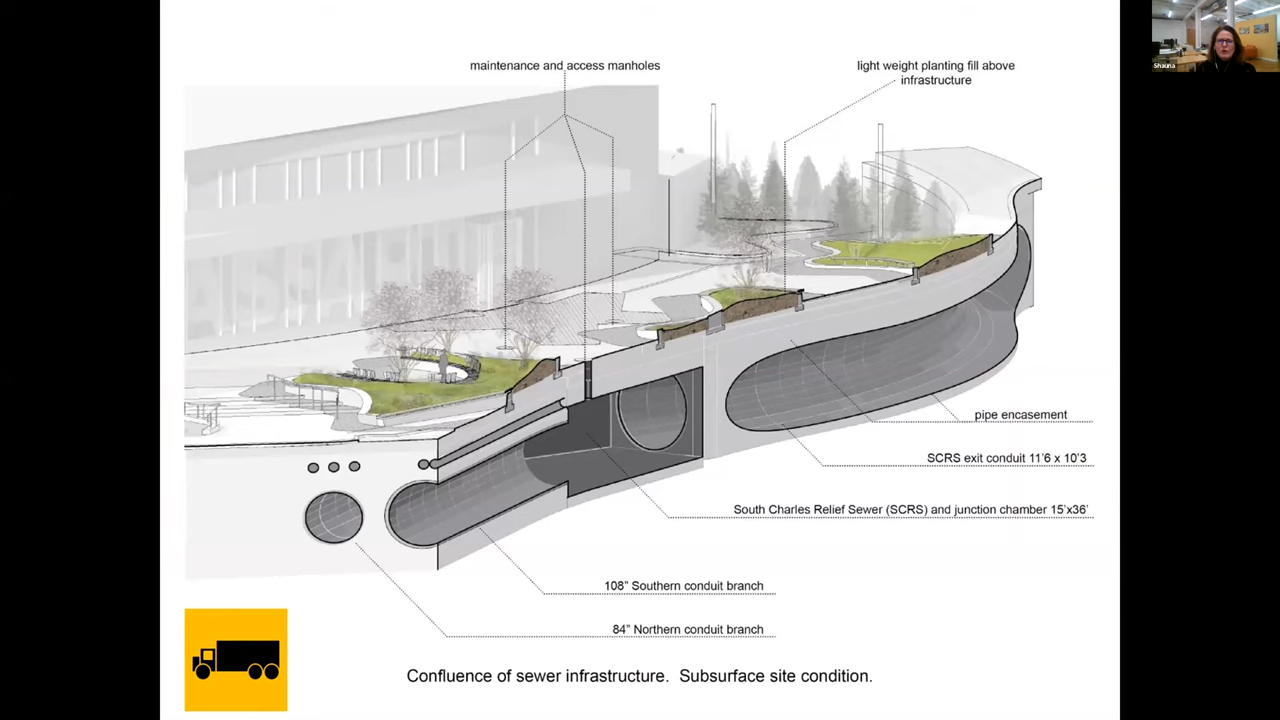 maintenance and access manholes
light weight planting fill above
infrastructure
Shauna
pipe encasement
SCRS exit conduit 11'6 x 10'3
South Charles Relief Sewer (SCRS) and junction chamber 15'x36'
108” Southern conduit branch
84” Northern conduit branch
Confluence of sewer infrastructure. Subsurface site condition.